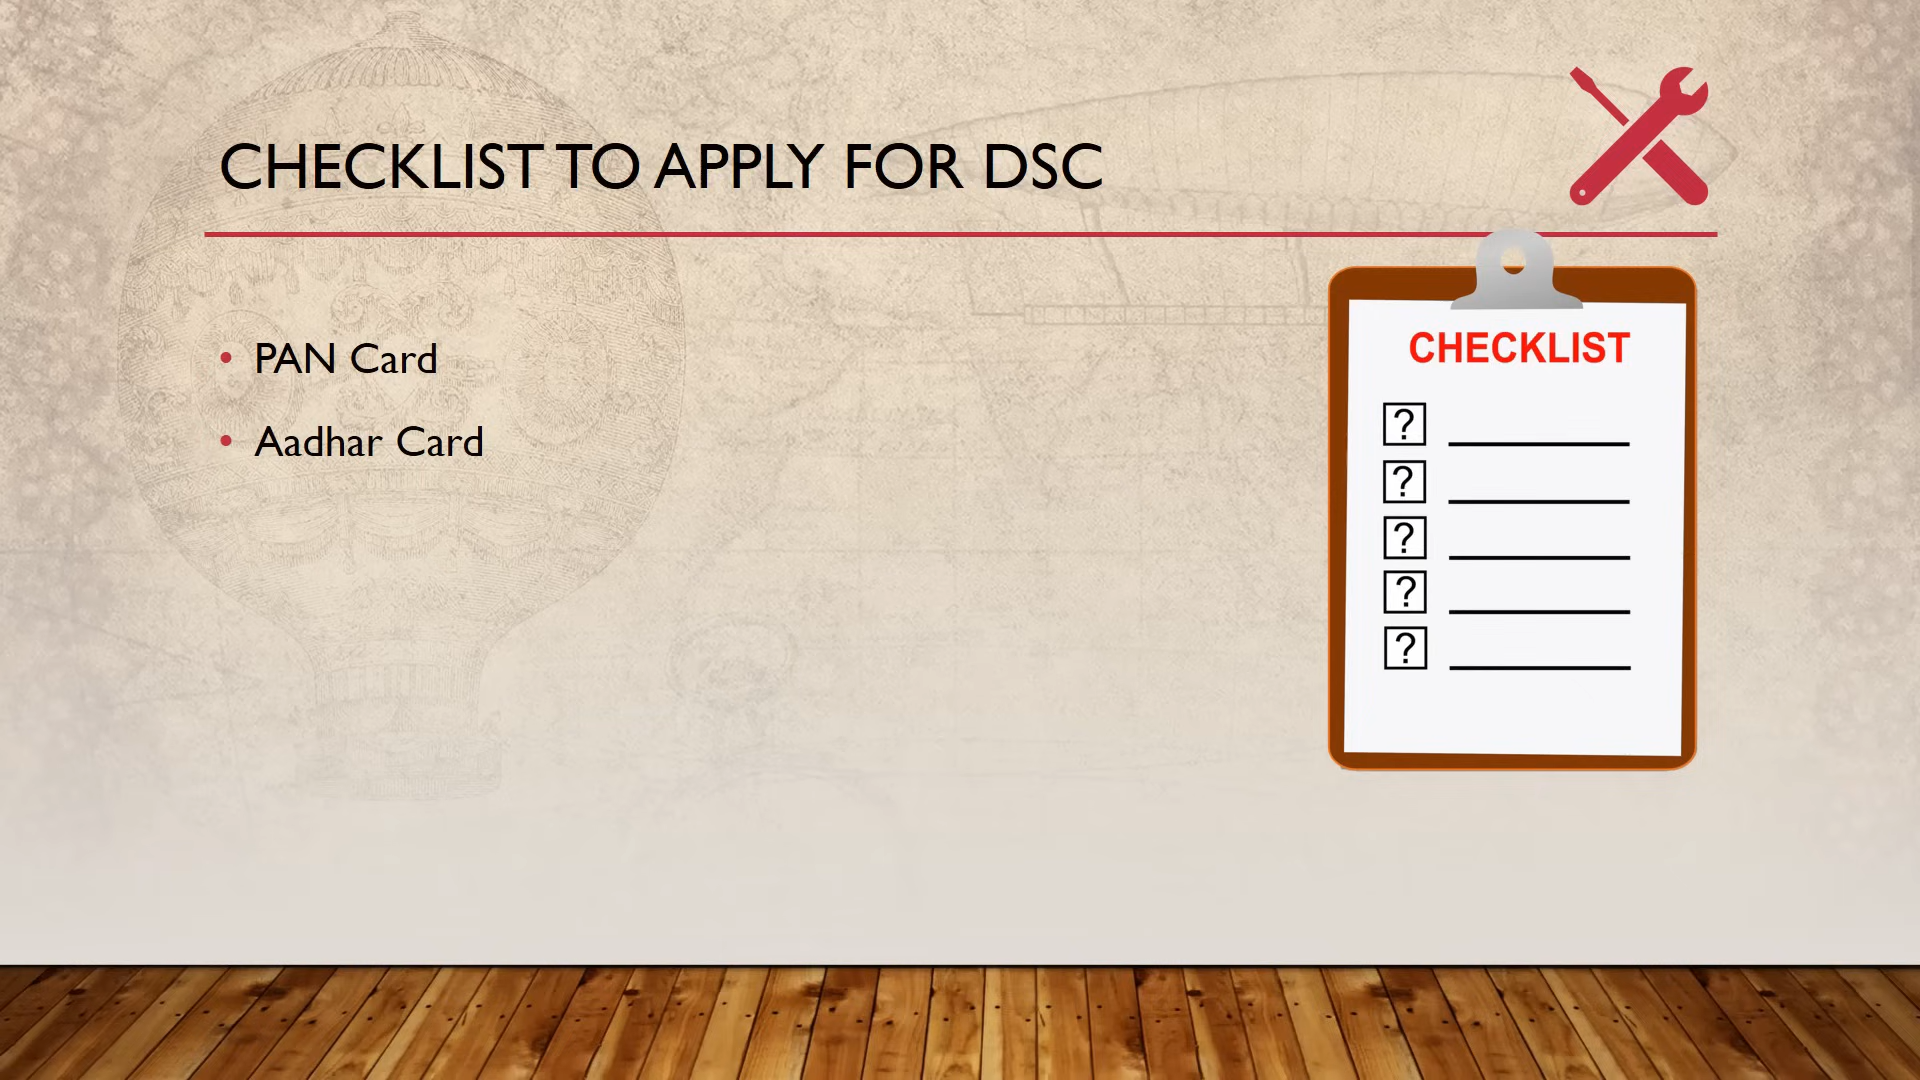 CHECKLIST TO APPLY FOR DSC
• PAN Card
• Aadhar Card
CHECKLIST
?
?
?
?
?